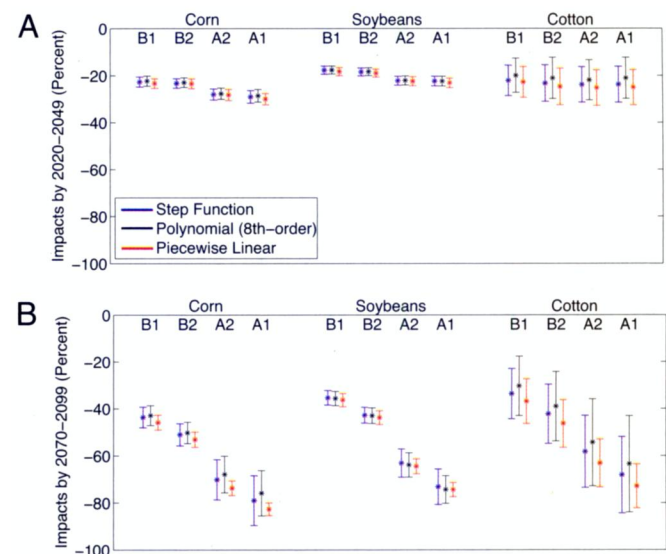 A
Corn Soybeans Cotton
0
B1 B2 A2 A1 B1 B2 A2 A1 B1 B2 A2 A1
−20
−40
−60
−80
−100
Impacts by 2020−2049 (Percent)
Step Function
Polynomial (8th−order)
Piecewise Linear
B
Corn Soybeans Cotton
0
B1 B2 A2 A1 B1 B2 A2 A1 B1 B2 A2 A1
−20
−40
−60
−80
−100
Impacts by 2070−2099 (Percent)